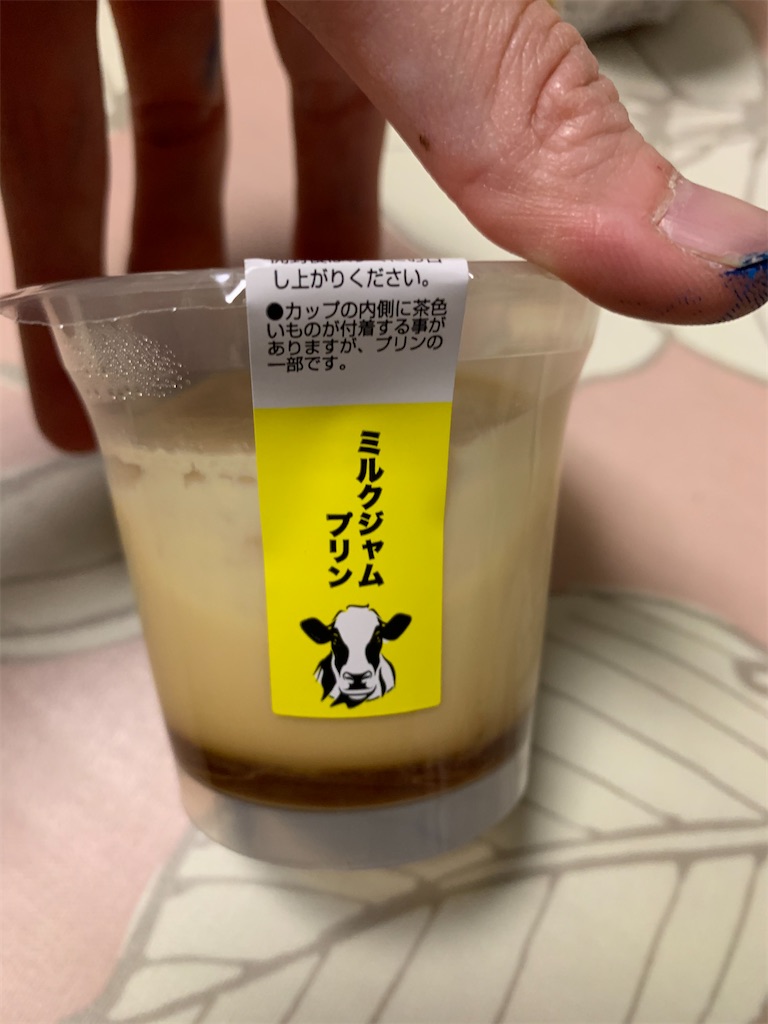 し上がりください。
●カップの内側に茶色
いものが付着する事が
ありますが、プリンの
一部です。
ミルクジャム
プリン